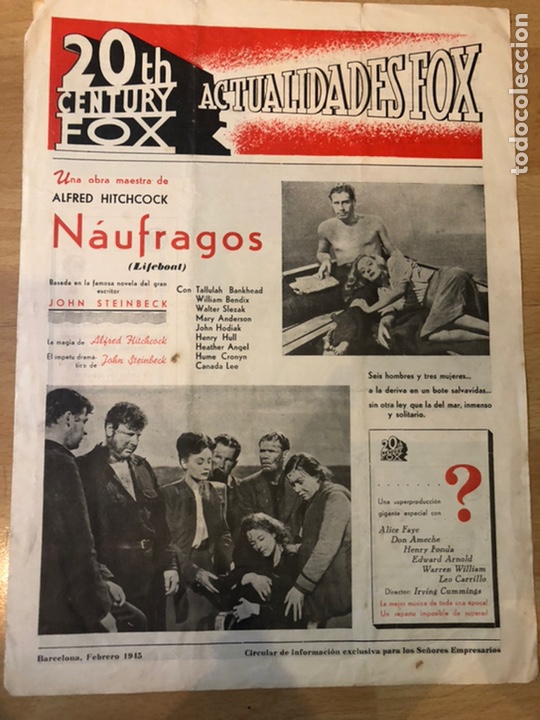 20th
CENTURY
FOX
ACTUALIDADES FOX
Una obra maestra de
ALFRED HITCHCOCK
Náufragos
(Lifeboat)
Basada en la famosa novela del gran
escritor
JOHN STEINBECK
La magia de Alfred Hitchcock
El ímpetu dramá-
tico de John Steinbeck
Con Tallulah Bankhead
William Bendix
Walter Slezak
Mary Anderson
John Hodiak
Henry Hull
Heather Angel
Hume Cronyn
Canada Lee
Seis hombres y tres mujeres...
a la deriva en un bote salvavidas...
sin otra ley que la del mar, inmenso
y solitario.
20th
CENTURY
FOX
. . . . . . .
?
Una superproducción
gigante especial con
Alice Faye
Don Ameche
Henry Fonda
Edward Arnold
Warren William
Leo Carrillo
Director: Irving Cummings
La mejor música de toda una época!
Un reparto imposible de superar!
Barcelona, Febrero 1945
Circular de información exclusiva para los Señores Empresarios
todocoleccion